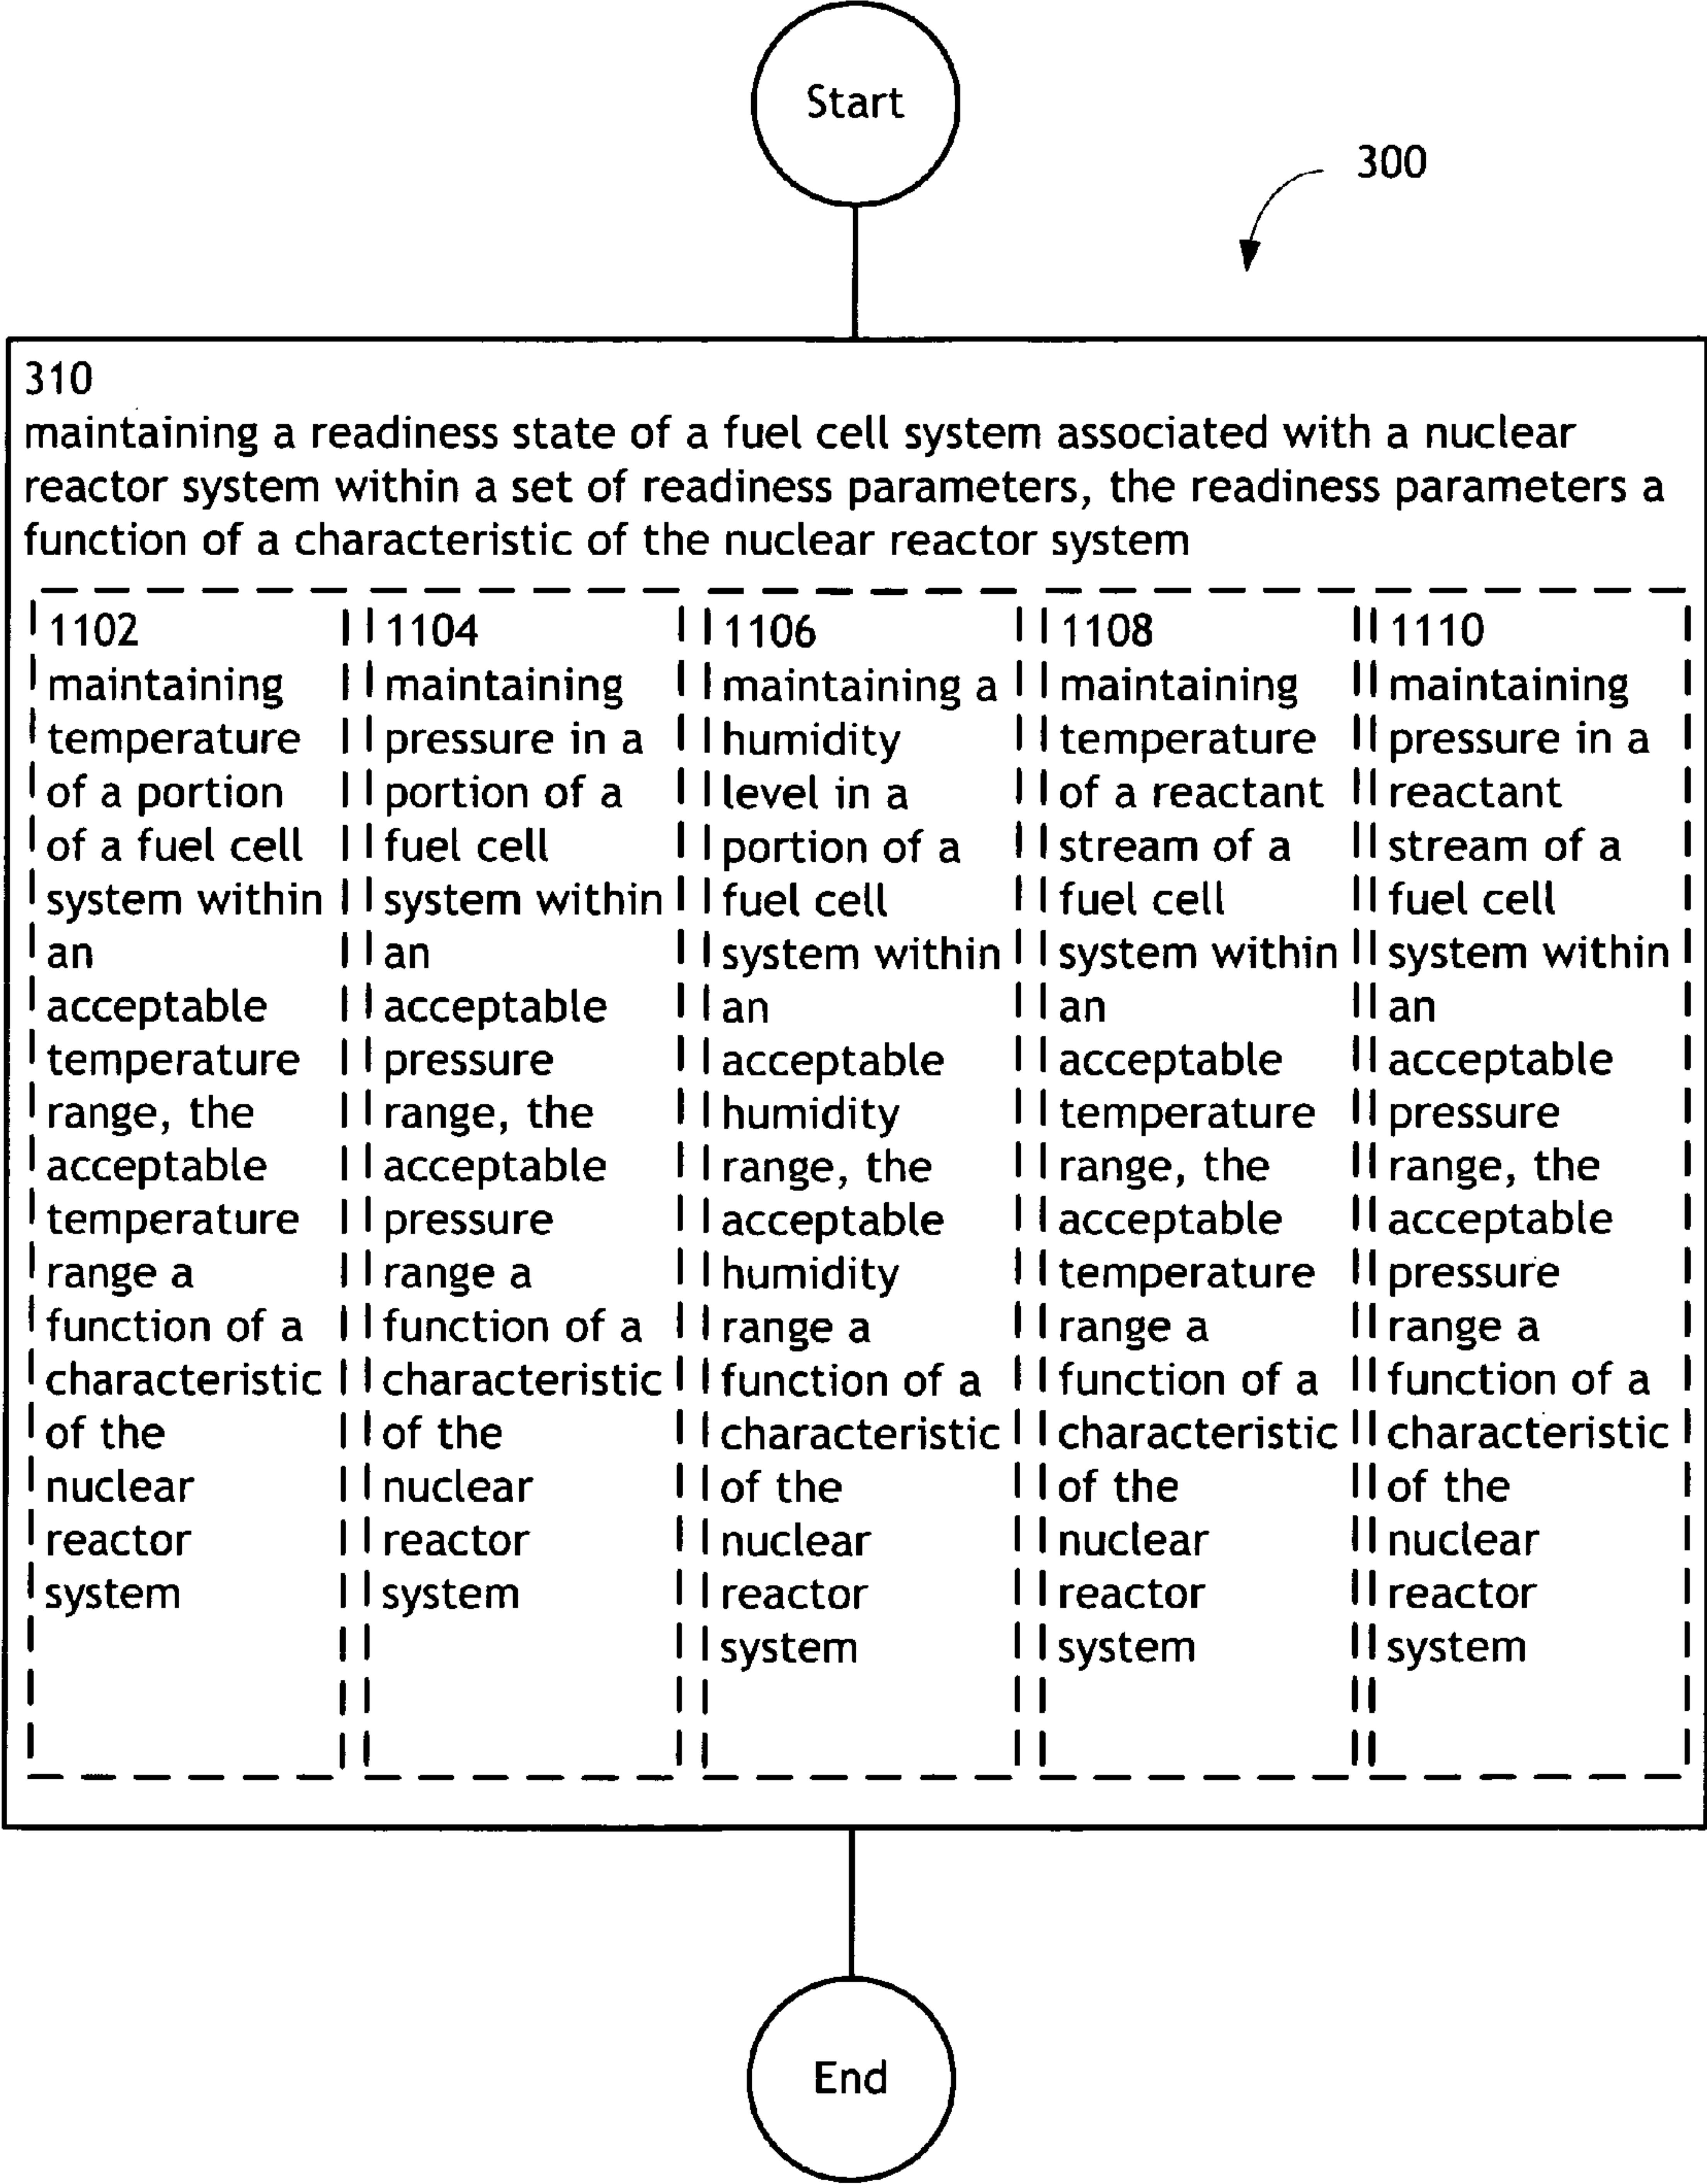 Start
300
310
maintaining a readiness state of a fuel cell system associated with a nuclear
reactor system within a set of readiness parameters, the readiness parameters a
function of a characteristic of the nuclear reactor system
1102
maintaining
temperature
of a portion
of a fuel cell
system within
an
acceptable
temperature
range, the
acceptable
temperature
range a
function of a
characteristic
of the
nuclear
reactor
system
1104
maintaining
pressure in a
portion of a
fuel cell
system within
an
acceptable
pressure
range, the
acceptable
pressure
range a
function of a
characteristic
of the
nuclear
reactor
system
1106
maintaining a
humidity
level in a
portion of a
fuel cell
system within
an
acceptable
humidity
range, the
acceptable
humidity
range a
function of a
characteristic
of the
nuclear
reactor
system
1108
maintaining
temperature
of a reactant
stream of a
fuel cell
system within
an
acceptable
temperature
range, the
acceptable
temperature
range a
function of a
characteristic
of the
nuclear
reactor
system
1110
maintaining
pressure in a
reactant
stream of a
fuel cell
system within
an
acceptable
pressure
range, the
acceptable
pressure
range a
function of a
characteristic
of the
nuclear
reactor
system
End